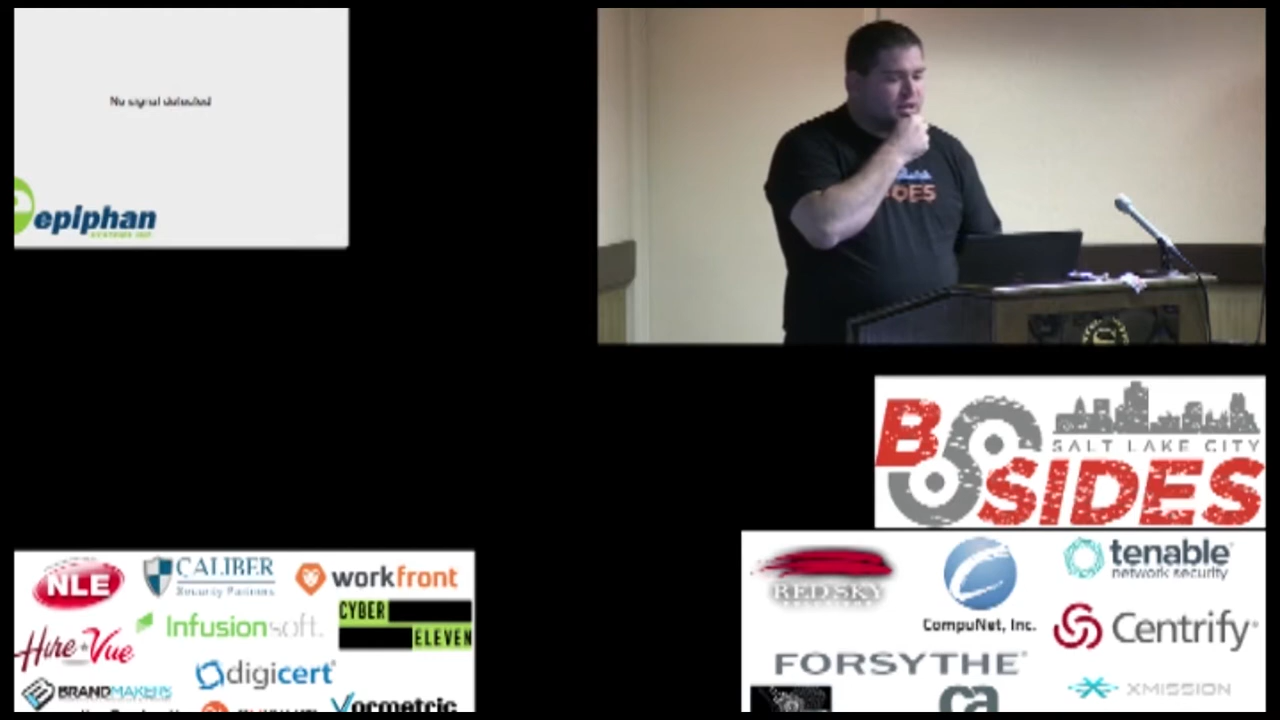 No signal detected
epiphan
B SIDES
SALT LAKE CITY
NLE
CALIBER
Security Partners
workfront
Infusionsoft.
CYBER
ELEVEN
Hire Vue
digicert
BRANDMAKERS
Vormetric
RED SKY
CompuNet, Inc.
tenable
network security
Centrify
FORSYTHE
ca
XMISSION